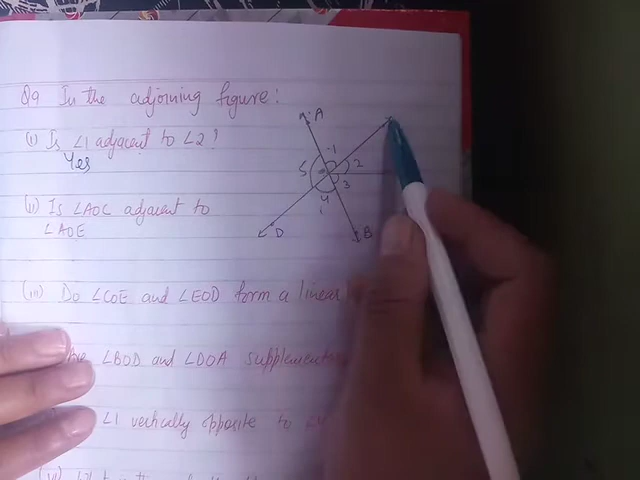 Q9 In the adjoining figure:
(i) Is ∠1 adjacent to ∠2?
Yes
(ii) Is ∠AOC adjacent to
∠AOE
(iii) Do ∠COE and ∠EOD form a linear
∠BOD and ∠DOA
∠1 vertically opposite to
A
1
2
5
3
4
D
B